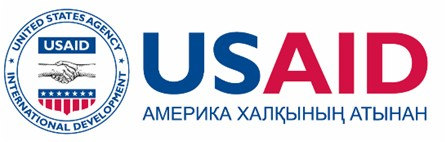 UNITED STATES AGENCY
USAID
INTERNATIONAL DEVELOPMENT
USAID
АМЕРИКА ХАЛҚЫНЫҢ АТЫНАН